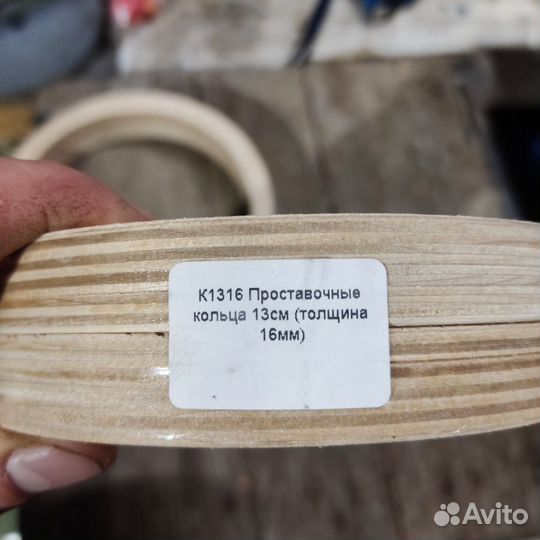 К1316 Проставочные
кольца 13см (толщина
16мм)
Avito